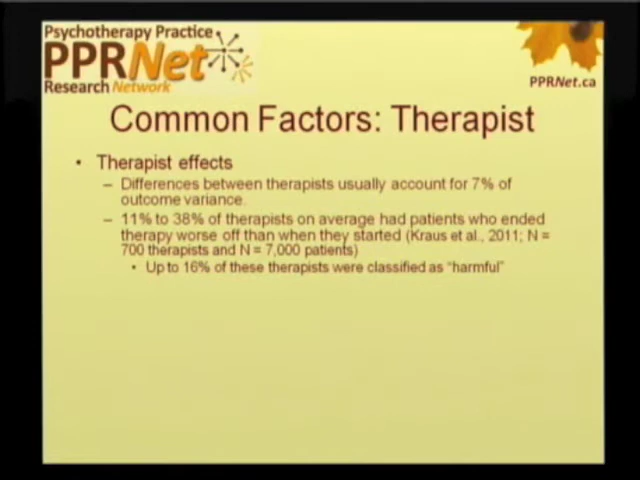 Psychotherapy Practice
PPRNet
Research Network
PPRNet.ca
Common Factors: Therapist
• Therapist effects
– Differences between therapists usually account for 7% of
outcome variance.
– 11% to 38% of therapists on average had patients who ended
therapy worse off than when they started (Kraus et al., 2011; N =
700 therapists and N = 7,000 patients)
• Up to 16% of these therapists were classified as “harmful”